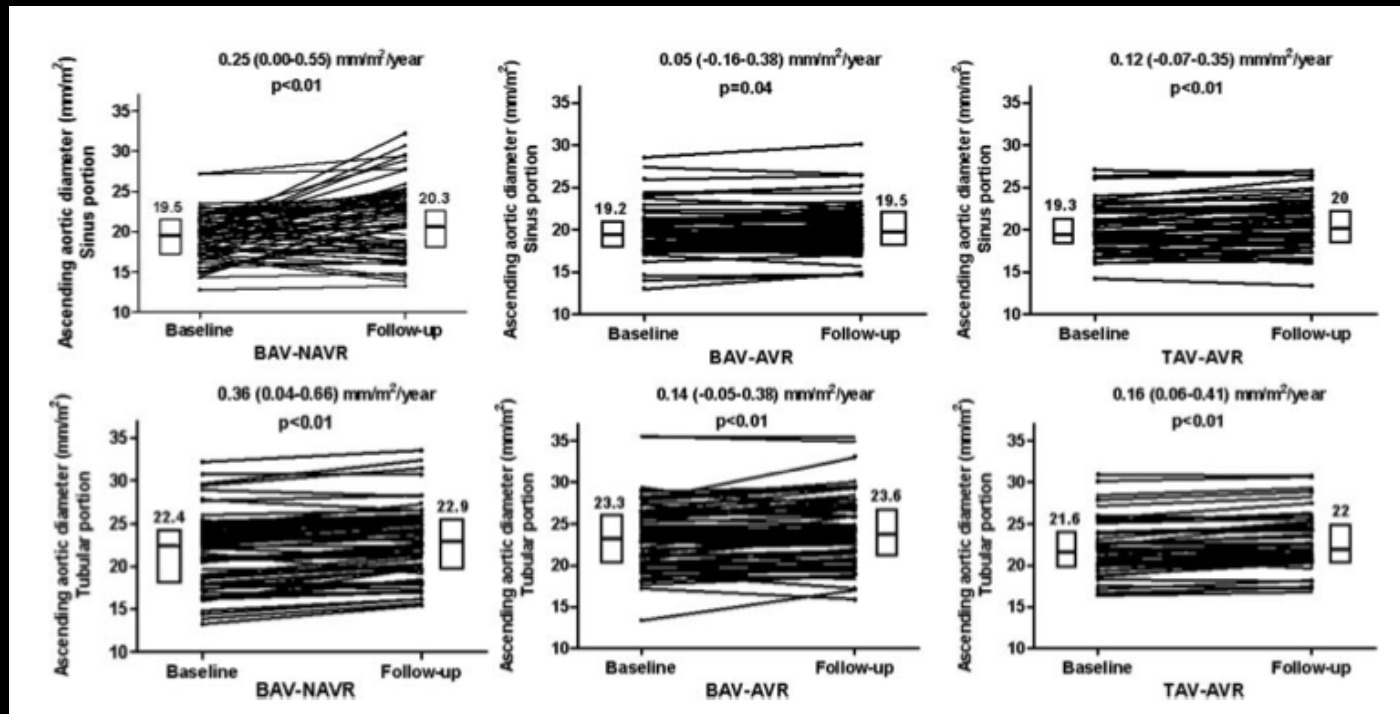 0.25 (0.00-0.55) mm/m²/year
p<0.01
Ascending aortic diameter (mm/m²)
Sinus portion
35
30
25
20
15
10
19.5
20.3
Baseline
Follow-up
BAV-NAVR
0.05 (-0.16-0.38) mm/m²/year
p=0.04
Ascending aortic diameter (mm/m²)
Sinus portion
35
30
25
20
15
10
19.2
19.5
Baseline
Follow-up
BAV-AVR
0.12 (-0.07-0.35) mm/m²/year
p<0.01
Ascending aortic diameter (mm/m²)
Sinus portion
35
30
25
20
15
10
19.3
20
Baseline
Follow-up
TAV-AVR
0.36 (0.04-0.66) mm/m²/year
p<0.01
Ascending aortic diameter (mm/m²)
Tubular portion
35
30
25
20
15
10
22.4
22.9
Baseline
Follow-up
BAV-NAVR
0.14 (-0.05-0.38) mm/m²/year
p<0.01
Ascending aortic diameter (mm/m²)
Tubular portion
35
30
25
20
15
10
23.3
23.6
Baseline
Follow-up
BAV-AVR
0.16 (0.06-0.41) mm/m²/year
p<0.01
Ascending aortic diameter (mm/m²)
Tubular portion
35
30
25
20
15
10
21.6
22
Baseline
Follow-up
TAV-AVR